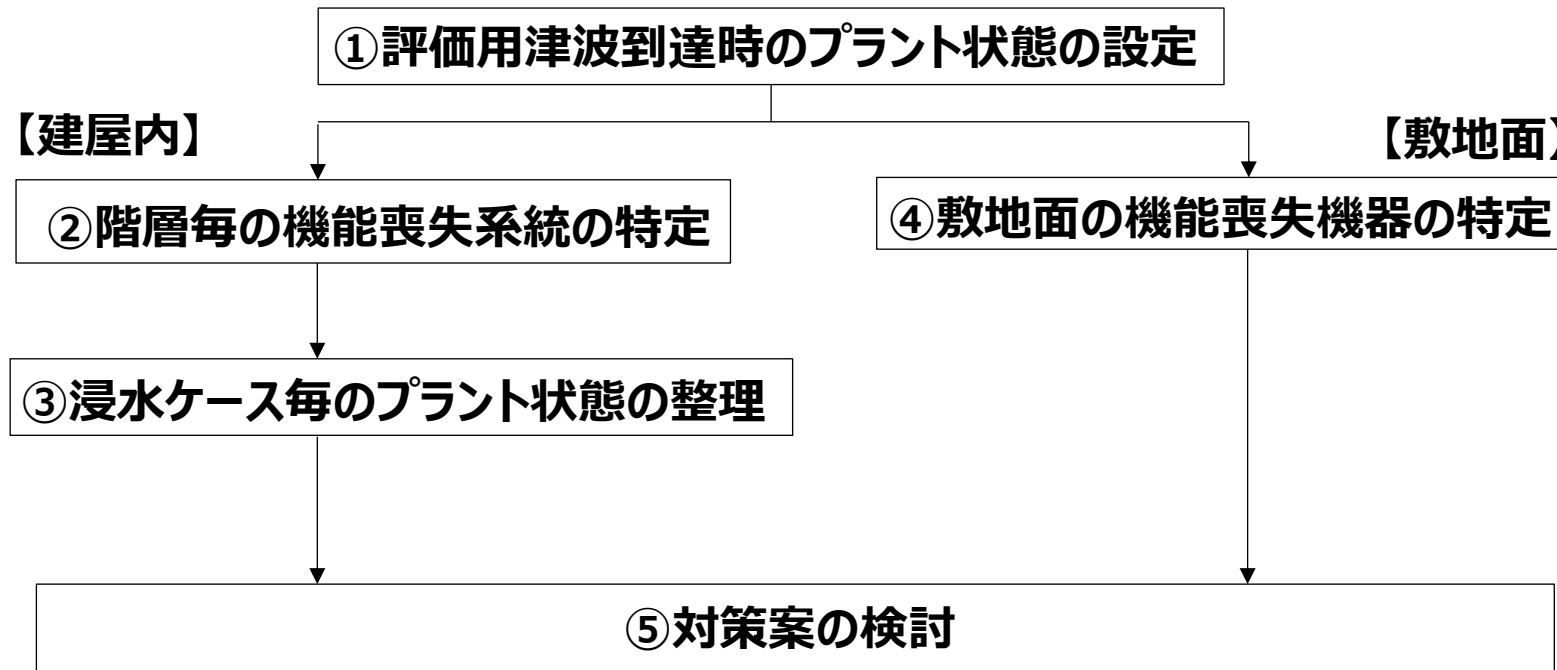 ①評価用津波到達時のプラント状態の設定
【建屋内】
【敷地面】
②階層毎の機能喪失系統の特定
④敷地面の機能喪失機器の特定
③浸水ケース毎のプラント状態の整理
⑤対策案の検討